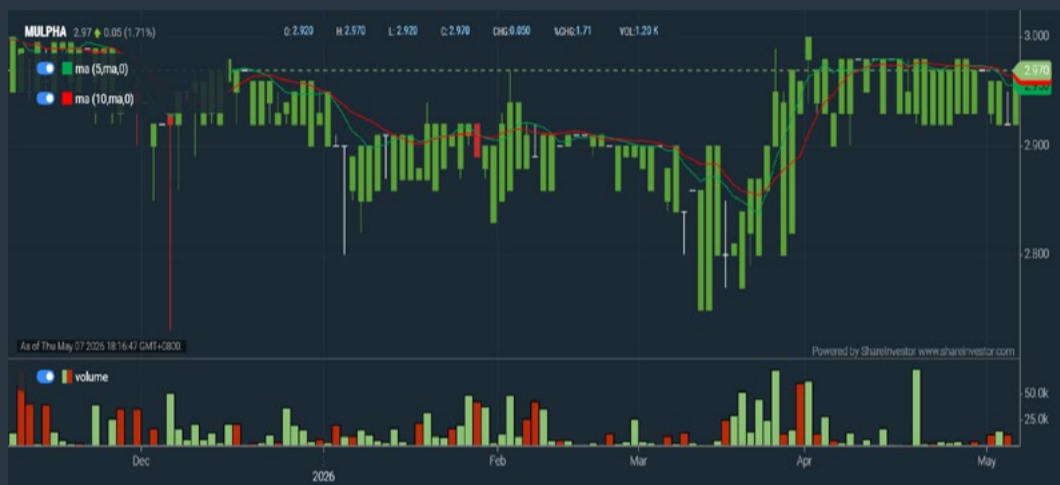 MULPHA 2.97 0.05 (1.71%) O: 2.920 H: 2.970 L: 2.920 C: 2.970 CHG:0.050 %CHG:1.71 VOL:1.20 K
ma (5,ma,0)
ma (10,ma,0)
3.000
2.970
2.900
2.800
As of Thu May 07 2026 18:16:47 GMT+0800
Powered by ShareInvestor www.shareinvestor.com
volume
50.0k
25.0k
Dec
2026
Feb
Mar
Apr
May